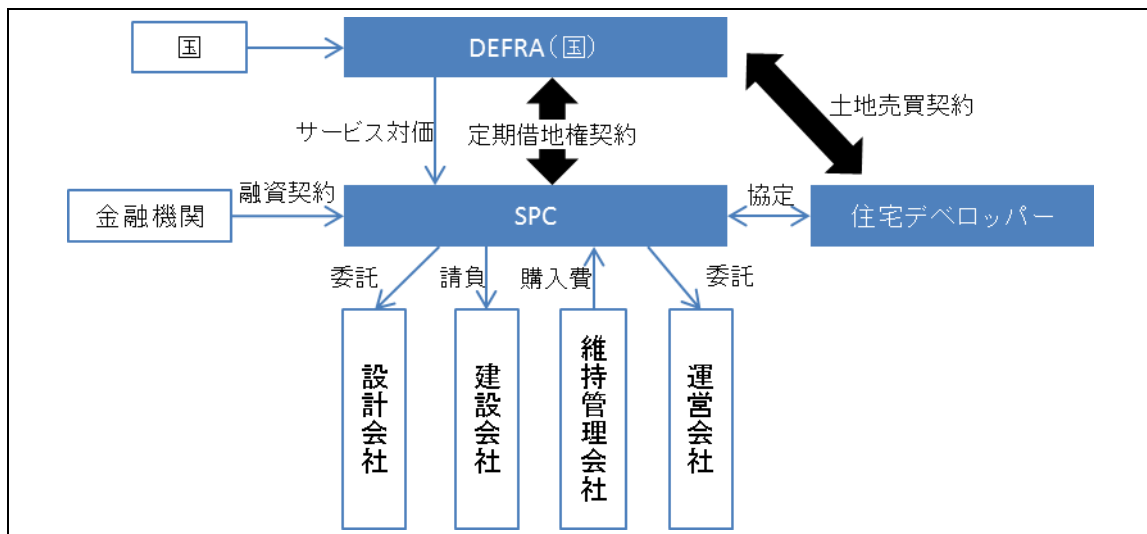 国
DEFRA（国）
サービス対価
定期借地権契約
土地売買契約
金融機関
融資契約
SPC
協定
住宅デベロッパー
委託
請負
購入費
委託
設計会社
建設会社
維持管理会社
運営会社